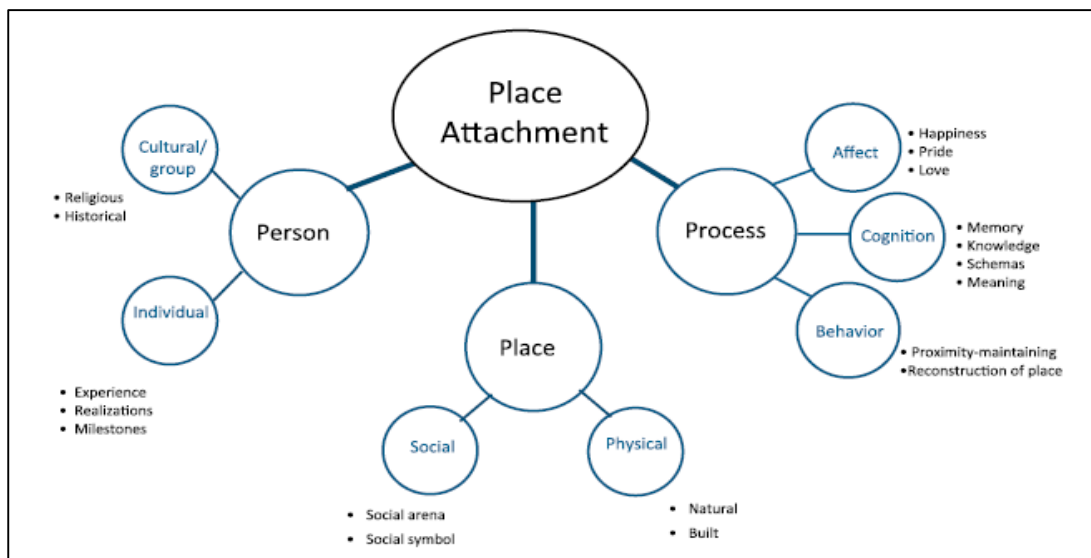 Place
Attachment
Cultural/
group
• Religious
• Historical
Person
Individual
• Experience
• Realizations
• Milestones
Place
Social
• Social arena
• Social symbol
Physical
• Natural
• Built
Process
Affect
• Happiness
• Pride
• Love
Cognition
• Memory
• Knowledge
• Schemas
• Meaning
Behavior
• Proximity-maintaining
•Reconstruction of place